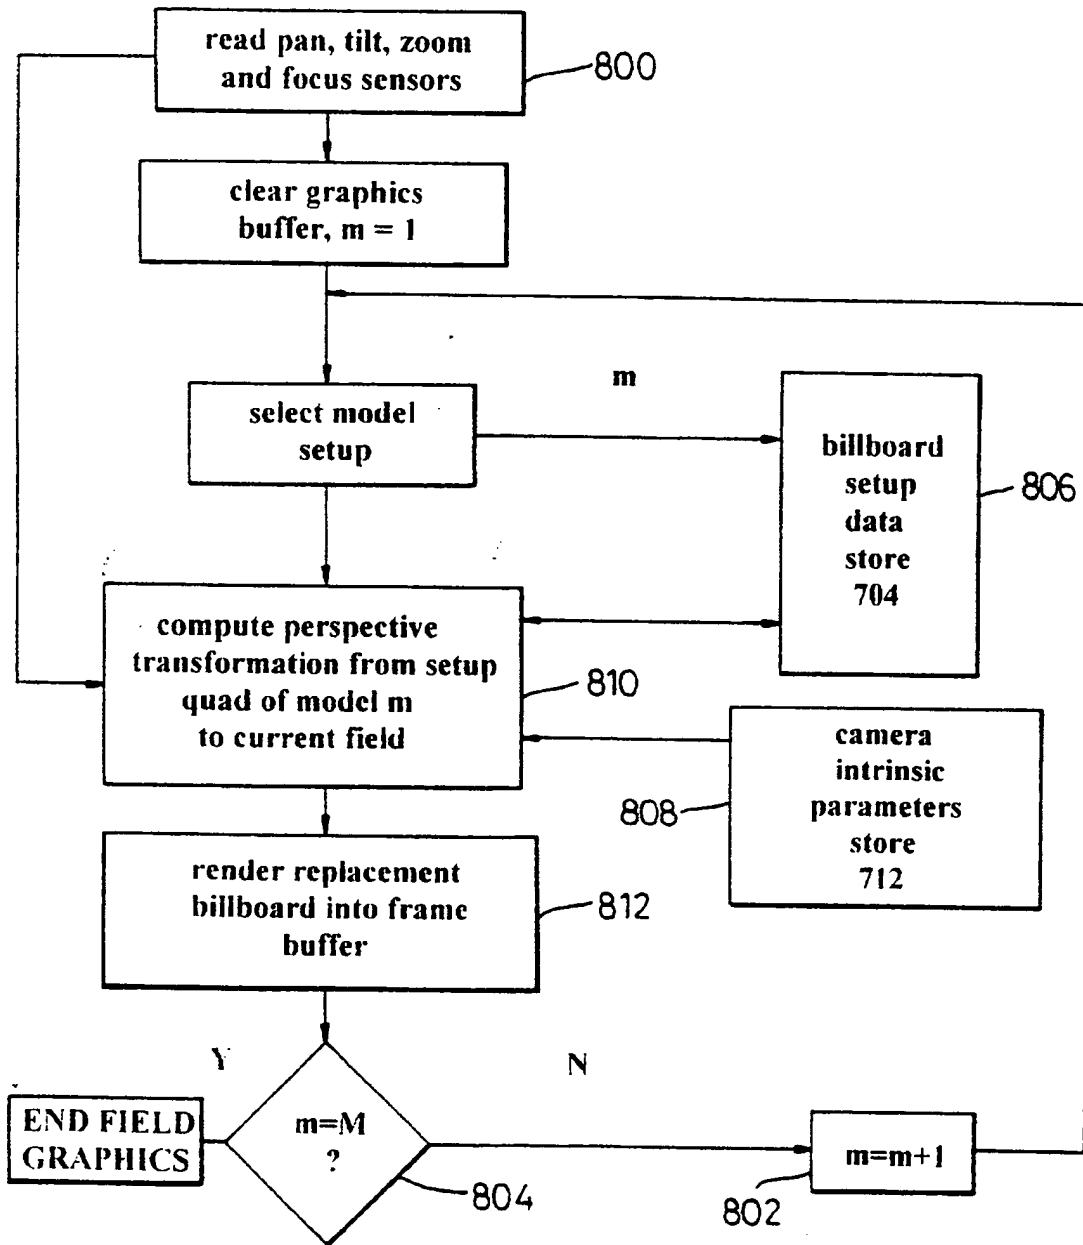 read pan, tilt, zoom
and focus sensors
800
clear graphics
buffer, m = 1
select model
setup
m
billboard
setup
data
store
704
806
compute perspective
transformation from setup
quad of model m
to current field
810
camera
intrinsic
parameters
store
712
808
render replacement
billboard into frame
buffer
812
Y
N
END FIELD
GRAPHICS
m=M
?
804
m=m+1
802